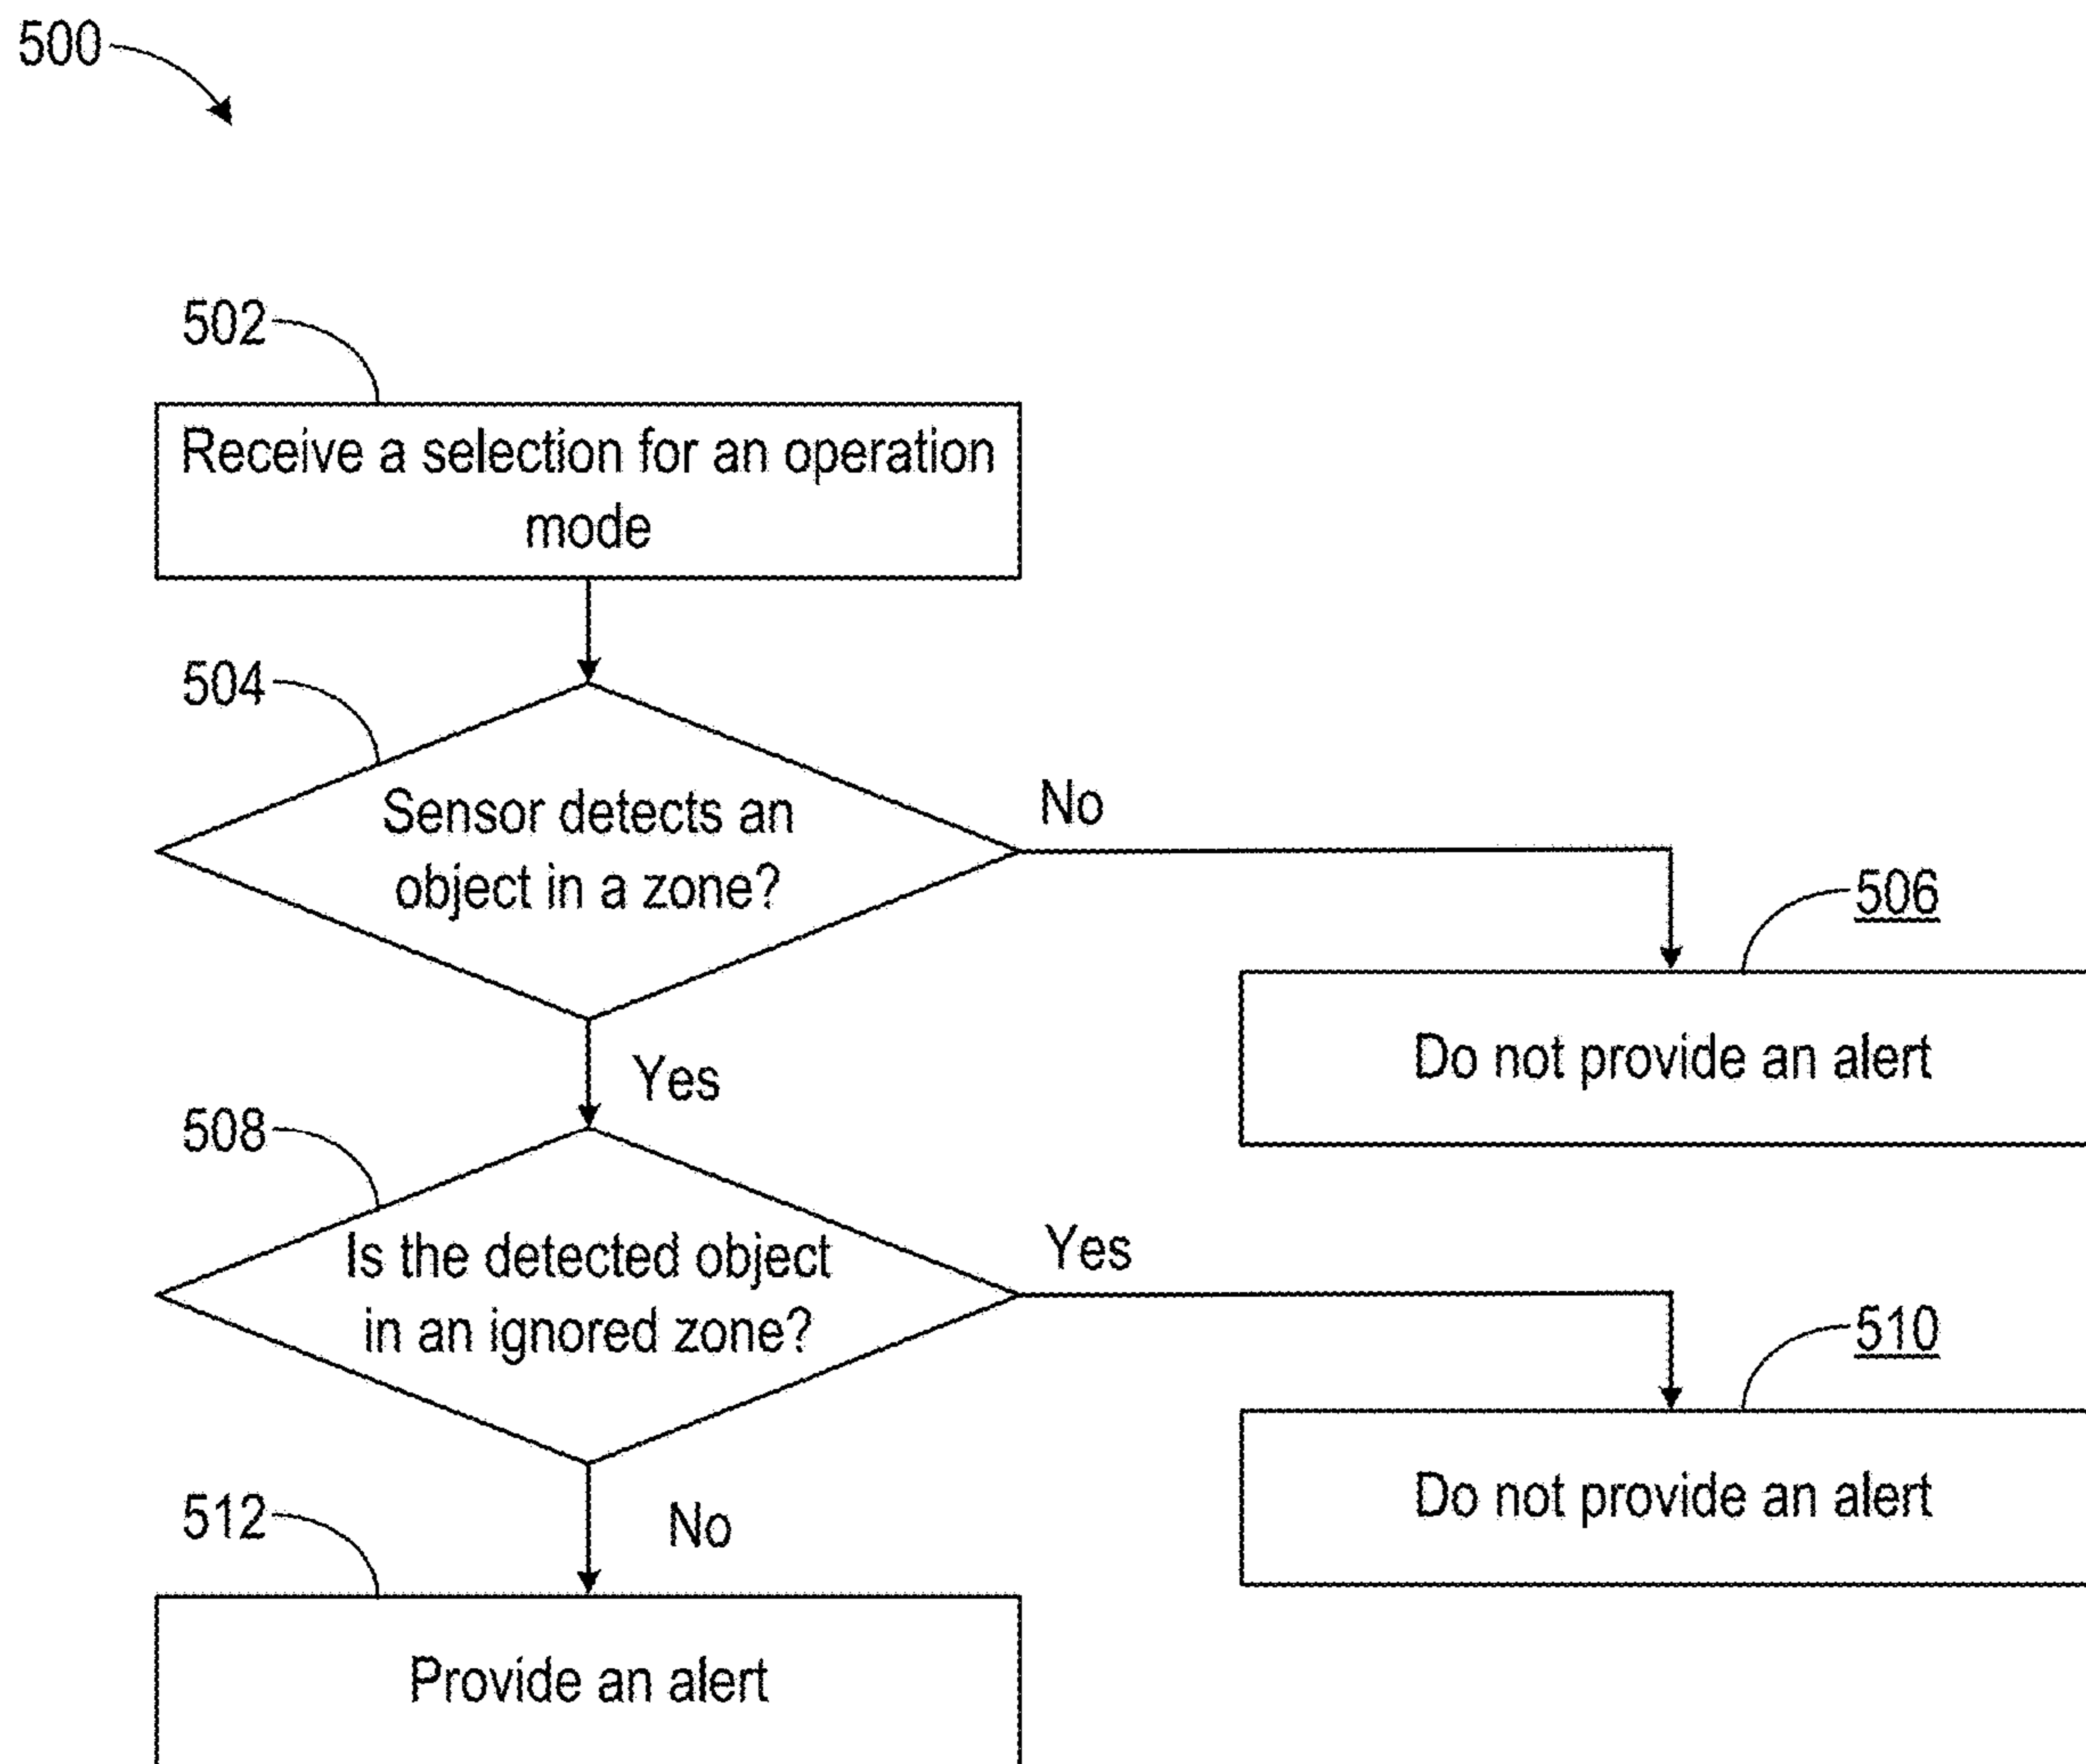 500
502
Receive a selection for an operation
mode
504
Sensor detects an
object in a zone?
No
506
Do not provide an alert
Yes
508
Is the detected object
in an ignored zone?
Yes
510
Do not provide an alert
512
No
Provide an alert